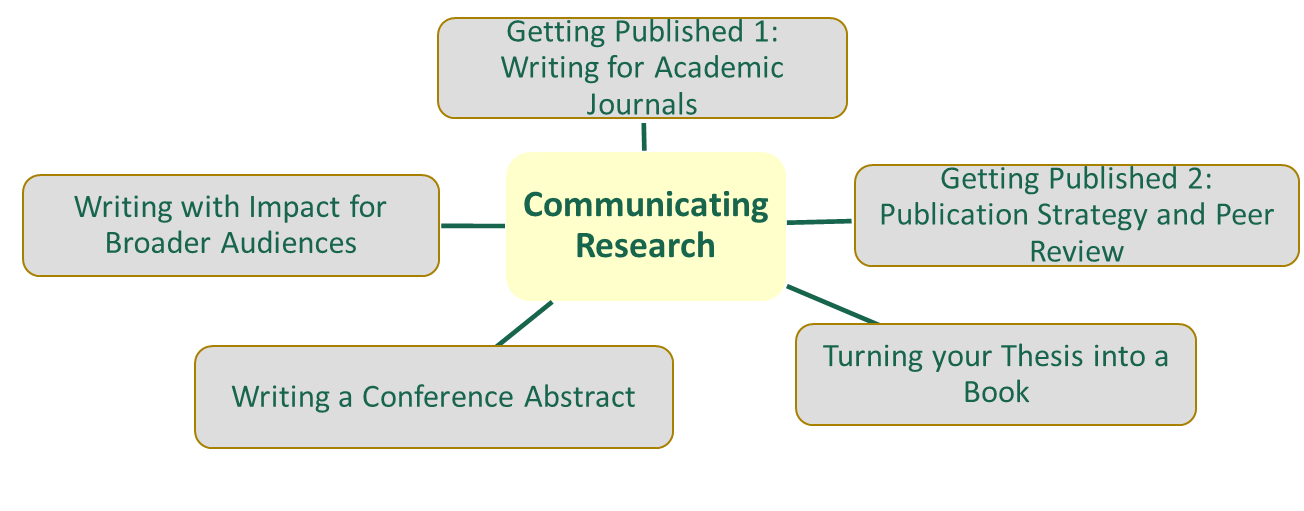 Getting Published 1:
Writing for Academic
Journals
Writing with Impact for
Broader Audiences
Communicating
Research
Getting Published 2:
Publication Strategy and Peer
Review
Writing a Conference Abstract
Turning your Thesis into a
Book